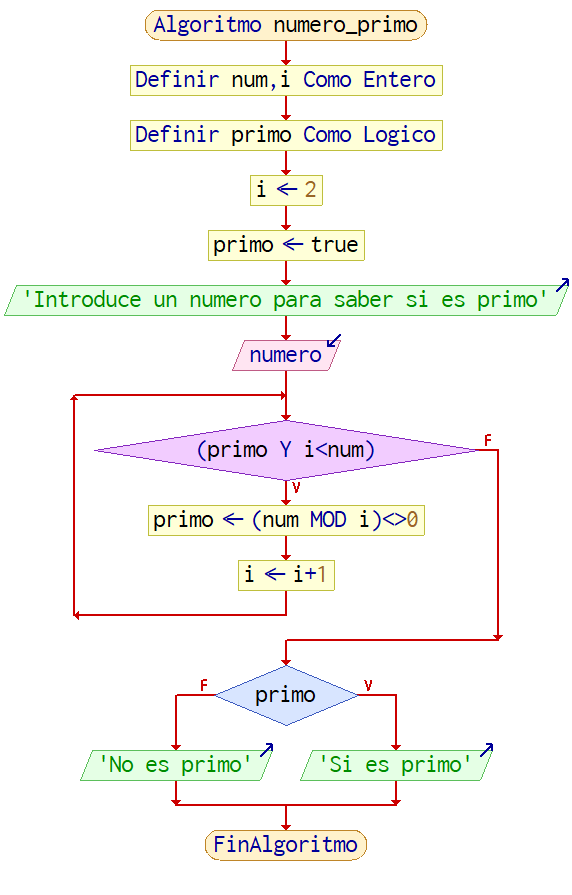 Algoritmo numero_primo
Definir num,i Como Entero
Definir primo Como Logico
i ← 2
primo ← true
'Introduce un numero para saber si es primo'
numero
(primo Y i<num)
F
V
primo ← (num MOD i)<>0
i ← i+1
primo
F
V
'No es primo'
'Si es primo'
FinAlgoritmo